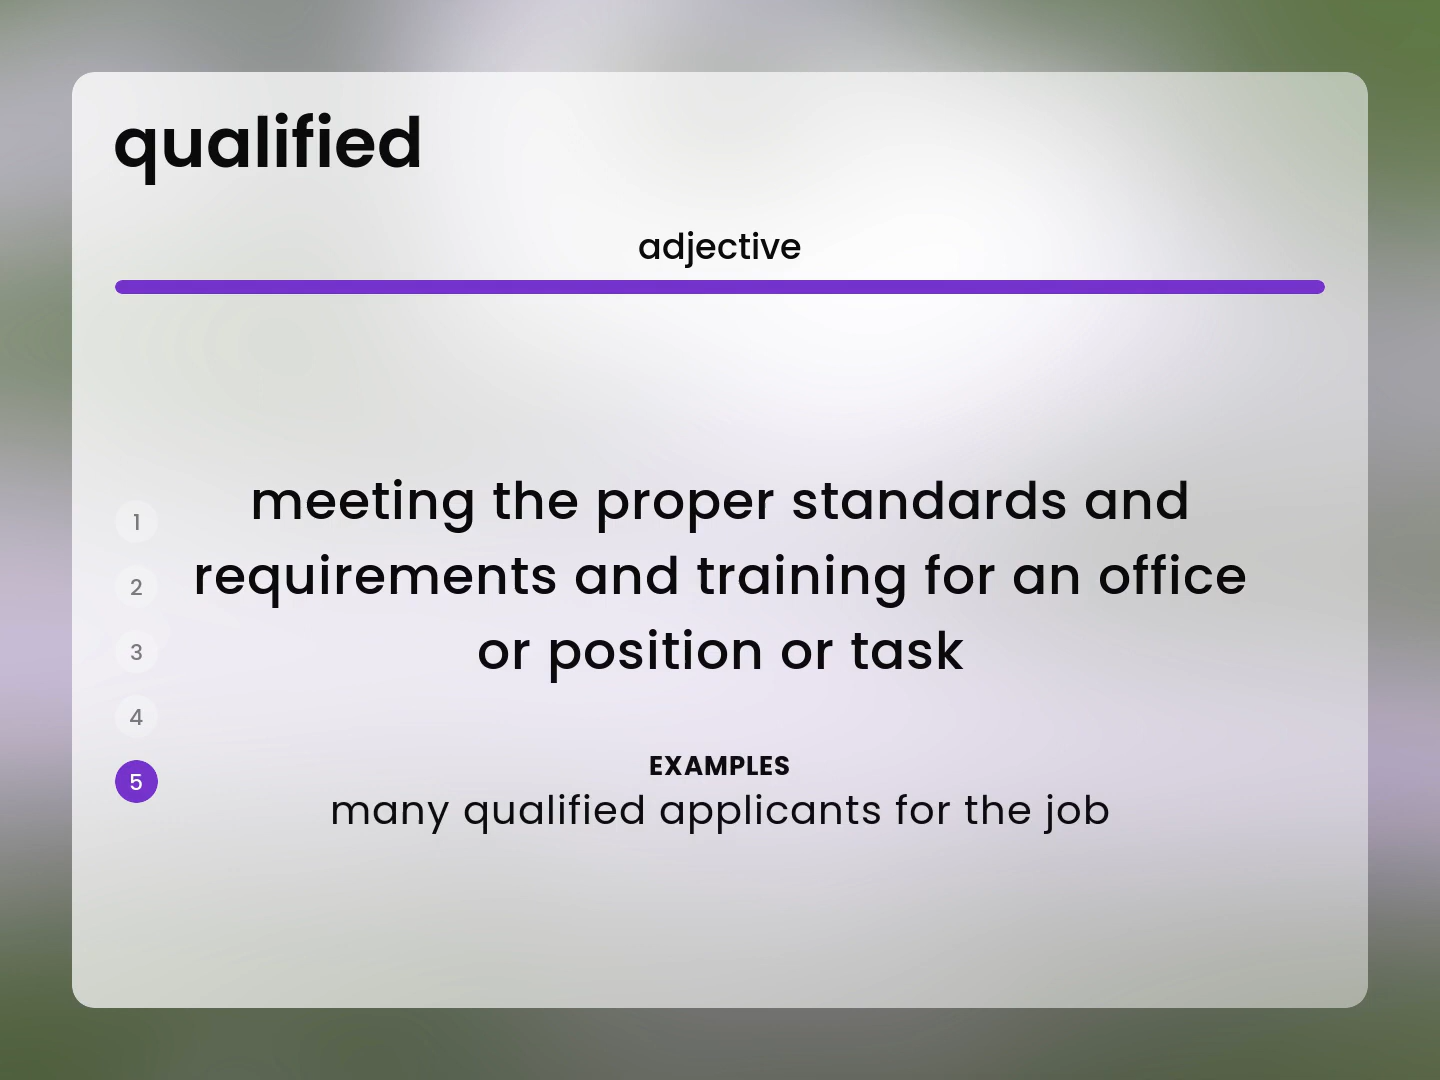 qualified
adjective
meeting the proper standards and
requirements and training for an office
or position or task
1
2
3
4
5
EXAMPLES
many qualified applicants for the job